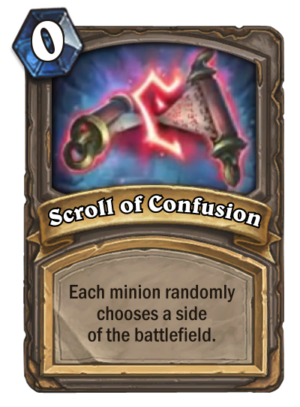 0
Scroll of Confusion
Each minion randomly
chooses a side
of the battlefield.